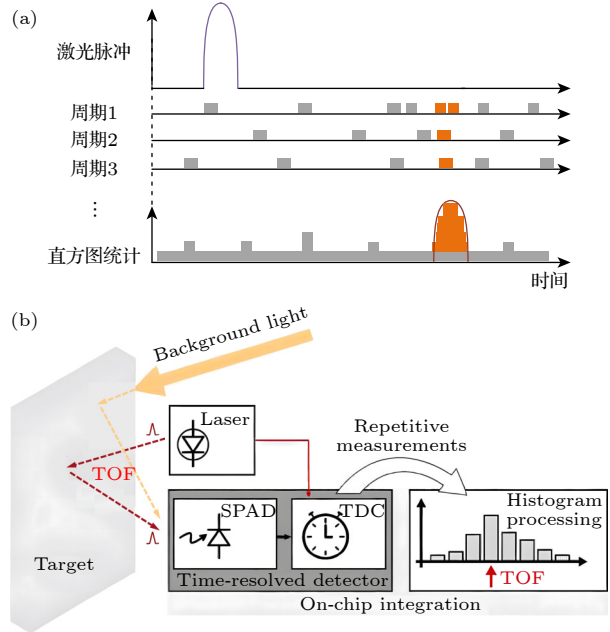 (a)
激光脉冲
周期1
周期2
周期3
...
直方图统计
时间
(b)
Background light
Laser
Repetitive
measurements
TOF
SPAD
TDC
Histogram
processing
Target
Time-resolved detector
TOF
On-chip integration